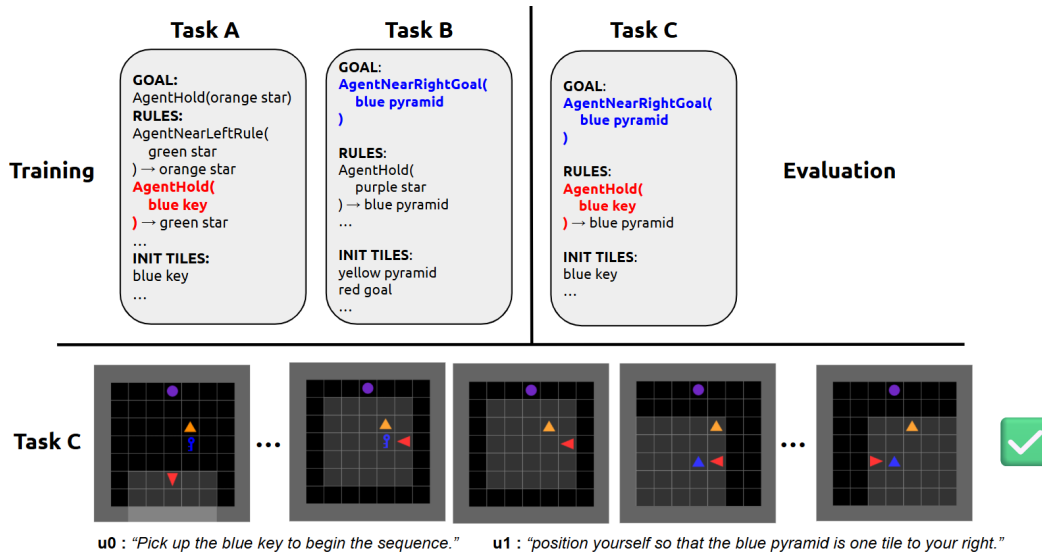 Task A
Task B
Task C
Training
GOAL:
AgentHold(orange star)
RULES:
AgentNearLeftRule(
green star
) → orange star
AgentHold(
blue key
) → green star
...
INIT TILES:
blue key
...
GOAL:
AgentNearRightGoal(
blue pyramid
)
RULES:
AgentHold(
purple star
) → blue pyramid
...
INIT TILES:
yellow pyramid
red goal
...
GOAL:
AgentNearRightGoal(
blue pyramid
)
RULES:
AgentHold(
blue key
) → blue pyramid
INIT TILES:
blue key
...
Evaluation
Task C
...
...
u0 : "Pick up the blue key to begin the sequence."
u1 : "position yourself so that the blue pyramid is one tile to your right."